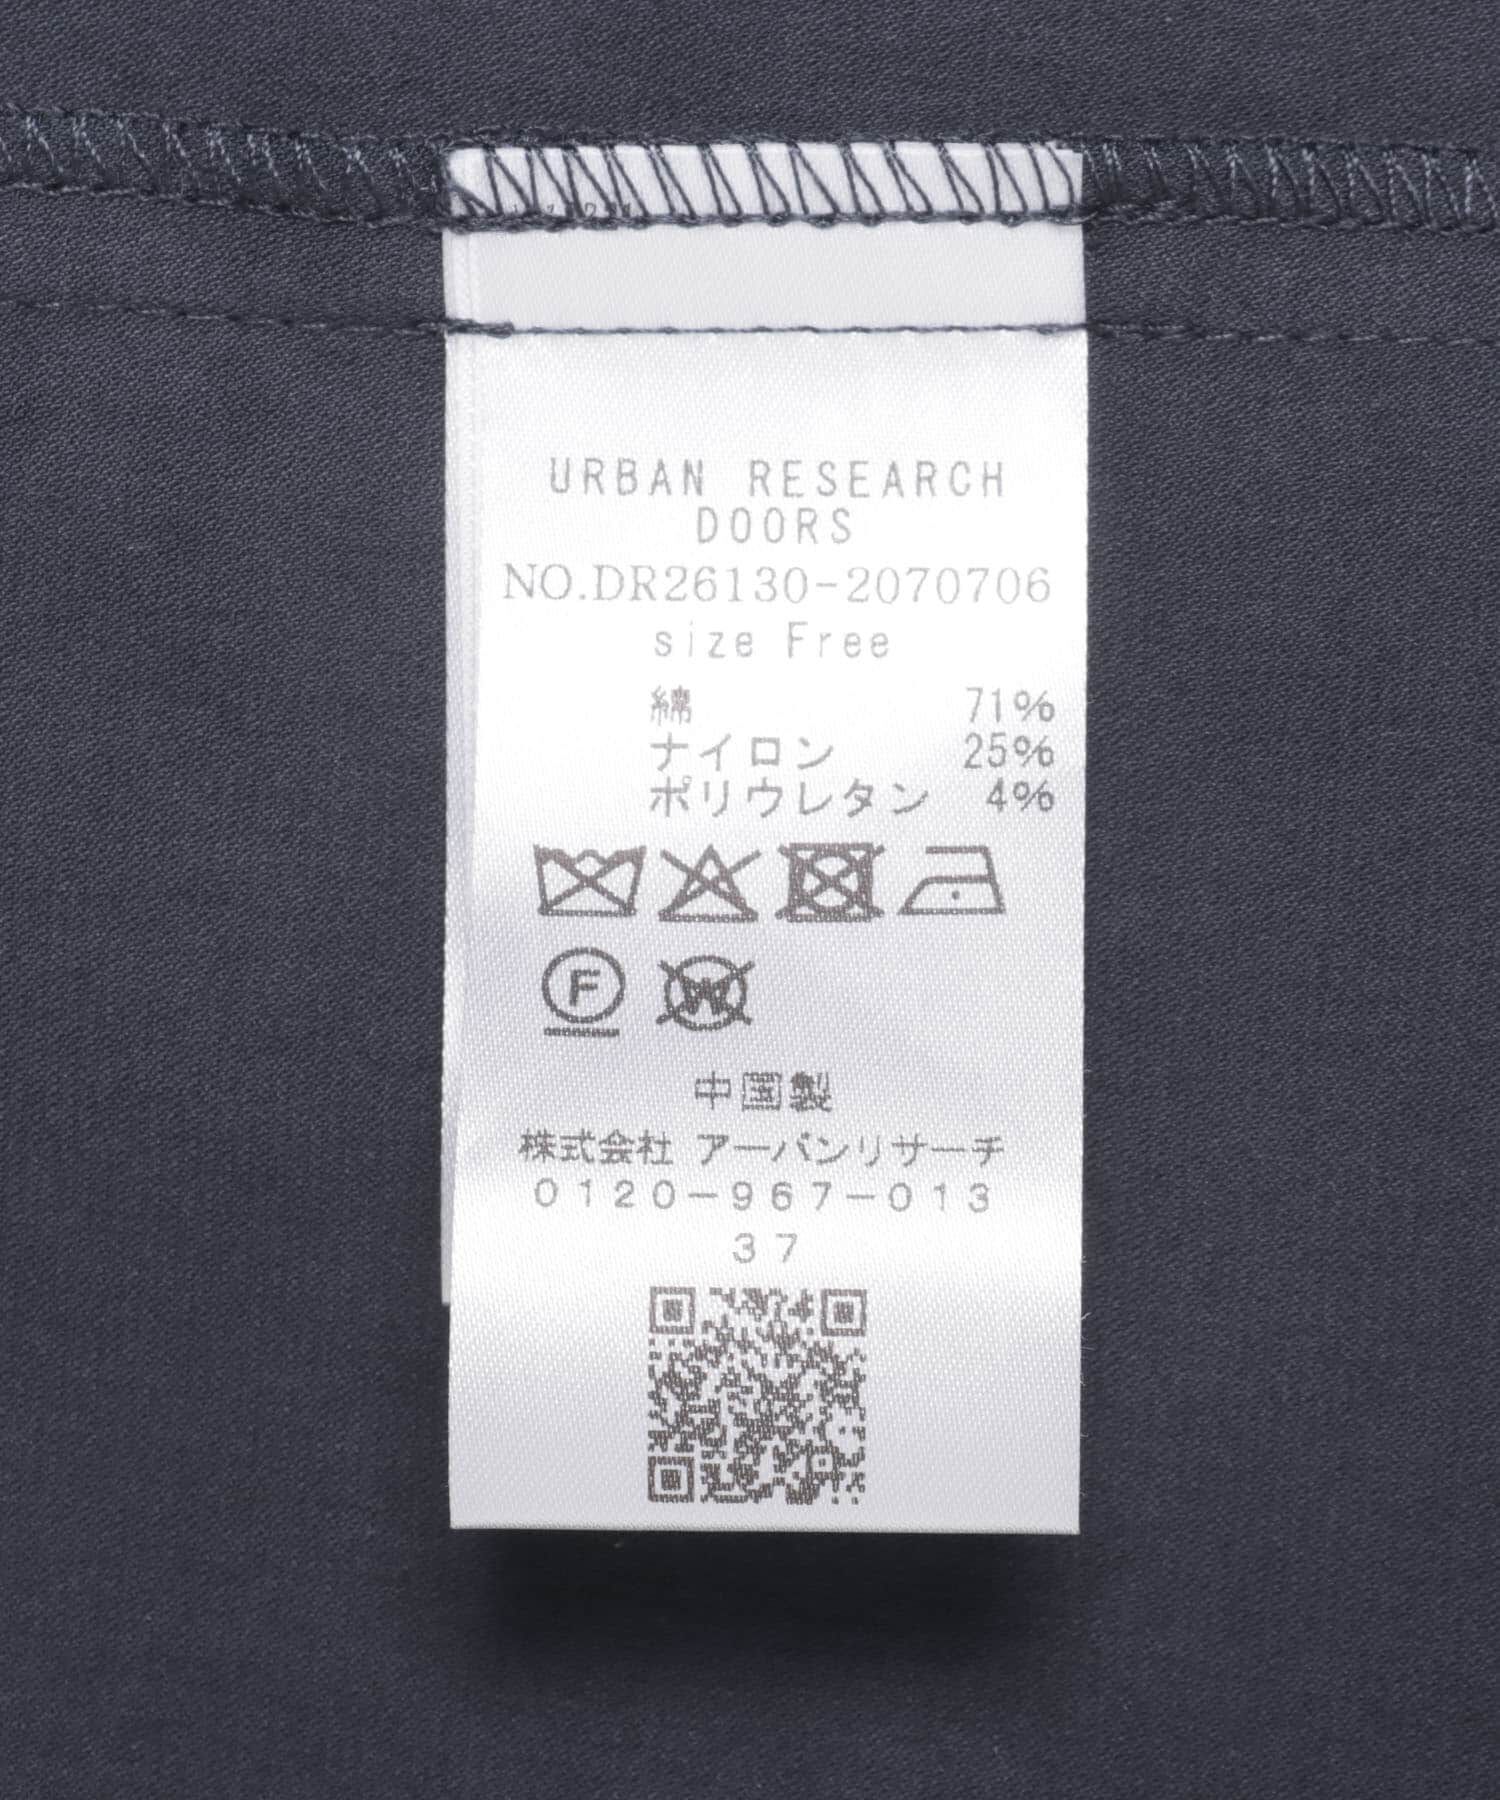 URBAN RESEARCH
DOORS
NO.DR26130-2070706
size Free
綿 71%
ナイロン 25%
ポリウレタン 4%
F W
中国製
株式会社 アーバンリサーチ
0120-967-013
37